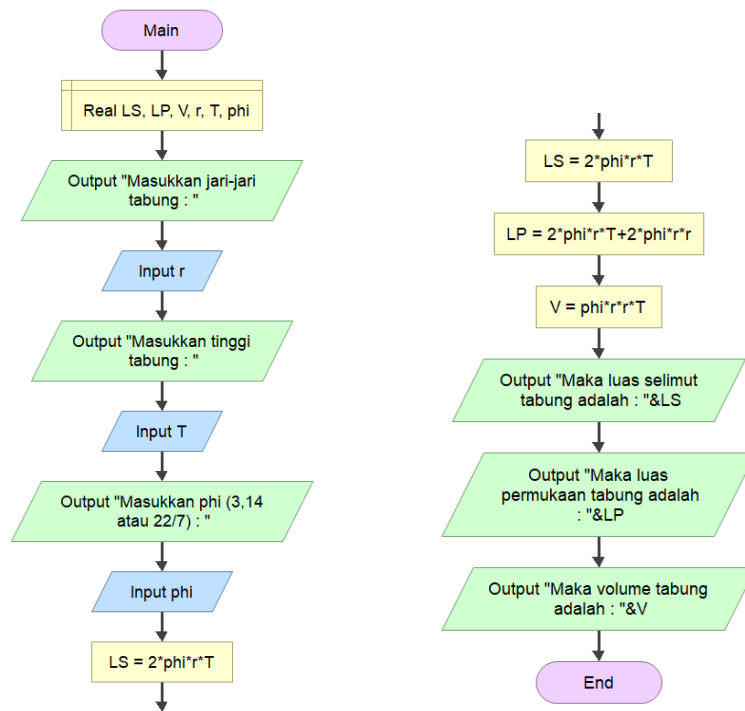 Main
Real LS, LP, V, r, T, phi
Output "Masukkan jari-jari
tabung : "
Input r
Output "Masukkan tinggi
tabung : "
Input T
Output "Masukkan phi (3,14
atau 22/7) : "
Input phi
LS = 2*phi*r*T
LS = 2*phi*r*T
LP = 2*phi*r*T+2*phi*r*r
V = phi*r*r*T
Output "Maka luas selimut
tabung adalah : "&LS
Output "Maka luas
permukaan tabung adalah
: "&LP
Output "Maka volume tabung
adalah : "&V
End